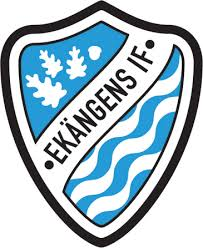 · EKÄNGENS IF ·